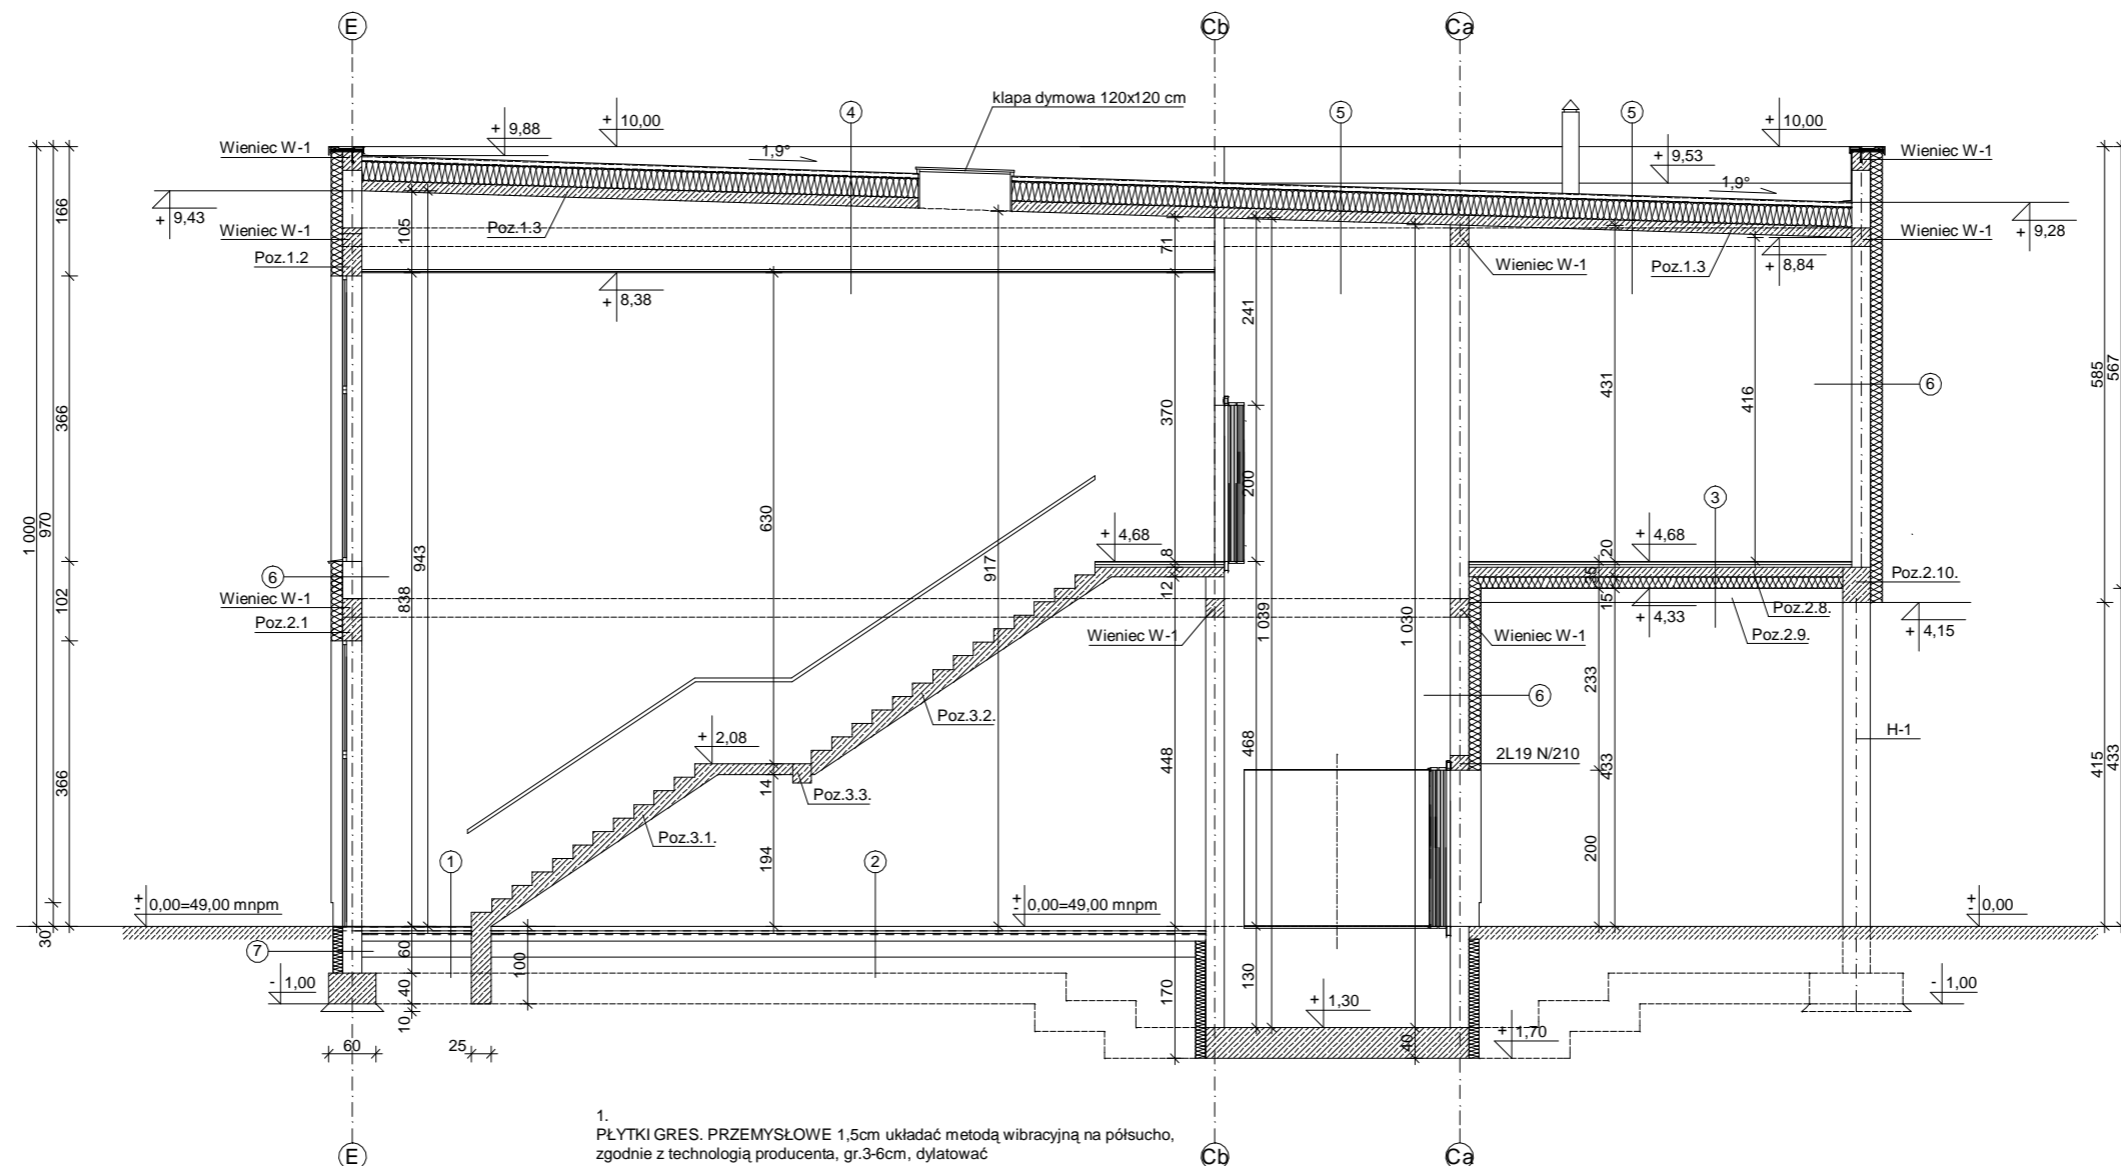 E
Cb
Ca
klapa dymowa 120x120 cm
4
5
5
+ 9,88
+ 10,00
+ 10,00
Wieniec W-1
1,9°
+ 9,53
Wieniec W-1
1,9°
+ 9,43
Poz.1.3
+ 9,28
Wieniec W-1
Wieniec W-1
Poz.1.2
Wieniec W-1
Poz.1.3
+ 8,84
+ 8,38
166
105
71
241
366
370
431
416
585
567
6
200
1 000
970
943
838
630
917
3
+ 4,68
+ 4,68
8
20
6
12
15
Poz.2.10.
102
Wieniec W-1
Poz.2.1
Wieniec W-1
1 039
1 030
Wieniec W-1
+ 4,33
Poz.2.8.
Poz.2.9.
+ 4,15
233
6
Poz.3.2.
+ 2,08
2L19 N/210
H-1
366
14
Poz.3.3.
448
468
433
415
433
Poz.3.1.
194
200
1
2
± 0,00=49,00 mnpm
± 0,00=49,00 mnpm
± 0,00
30
7
60
100
- 1,00
40
170
130
- 1,00
10
+ 1,30
+ 1,70
40
60
25
1.
PŁYTKI GRES. PRZEMYSŁOWE 1,5cm układać metodą wibracyjną na półsucho,
zgodnie z technologią producenta, gr.3-6cm, dylatować
E
Cb
Ca